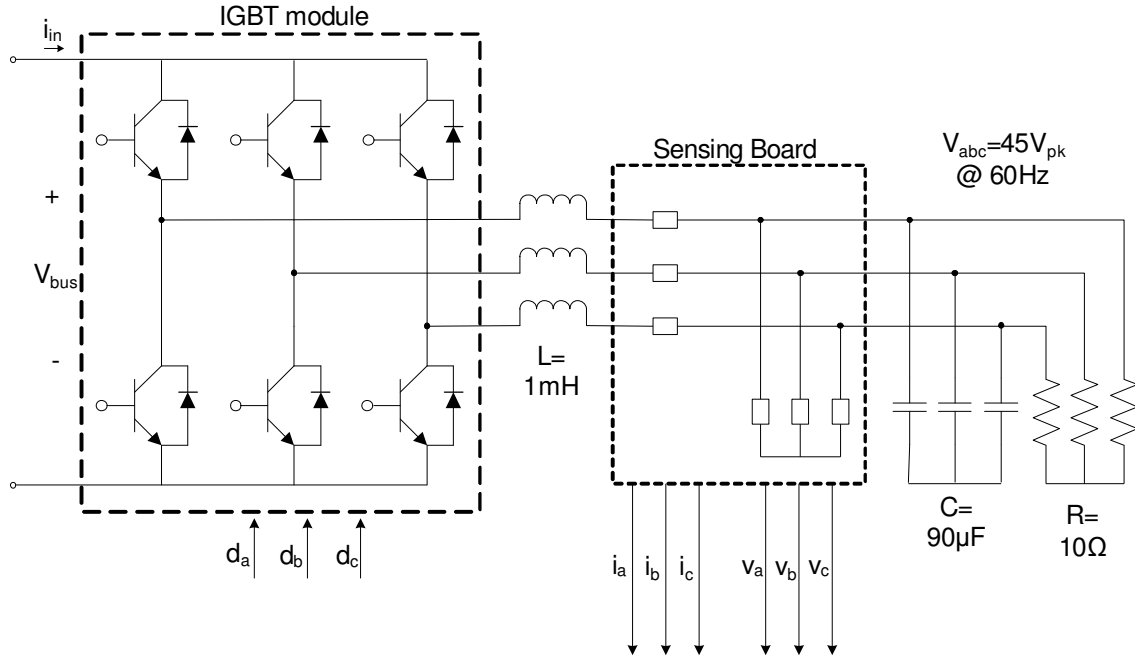 IGBT module
i_in
+
V_bus
-
Sensing Board
V_abc=45V_pk
@ 60Hz
L=
1mH
C=
90µF
R=
10Ω
d_a d_b d_c
i_a i_b i_c v_a v_b v_c